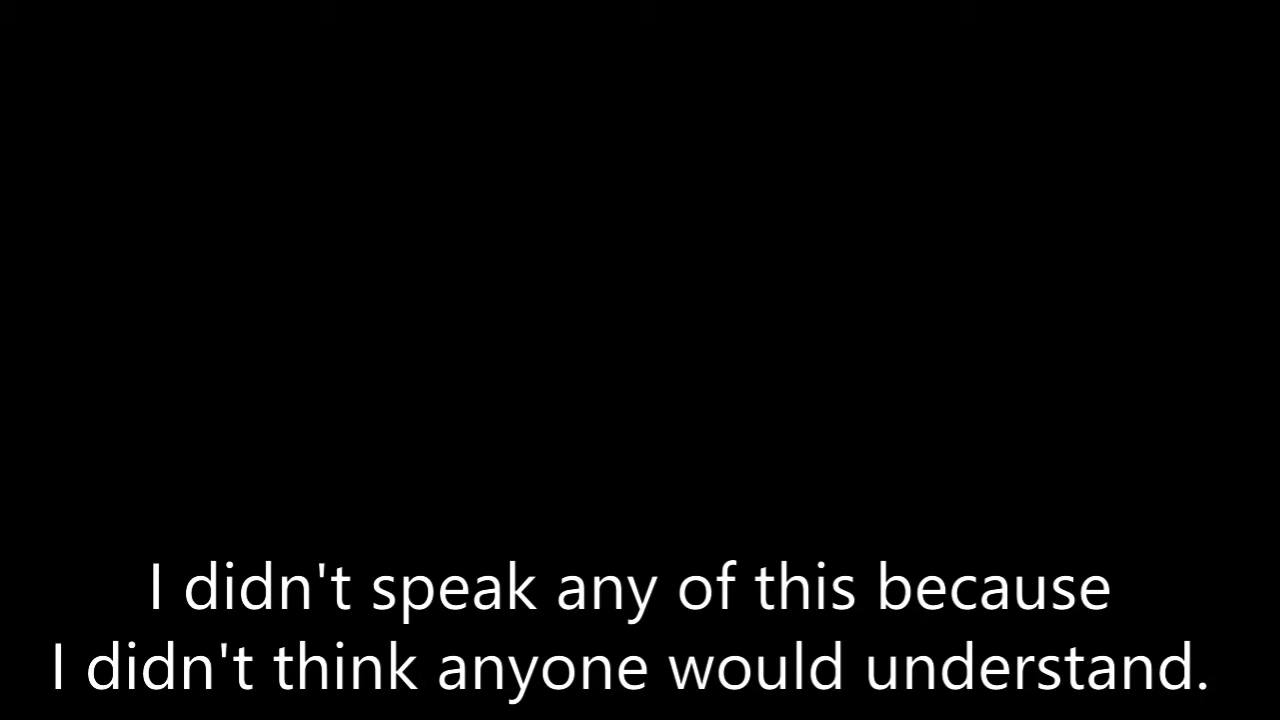 I didn't speak any of this because
I didn't think anyone would understand.